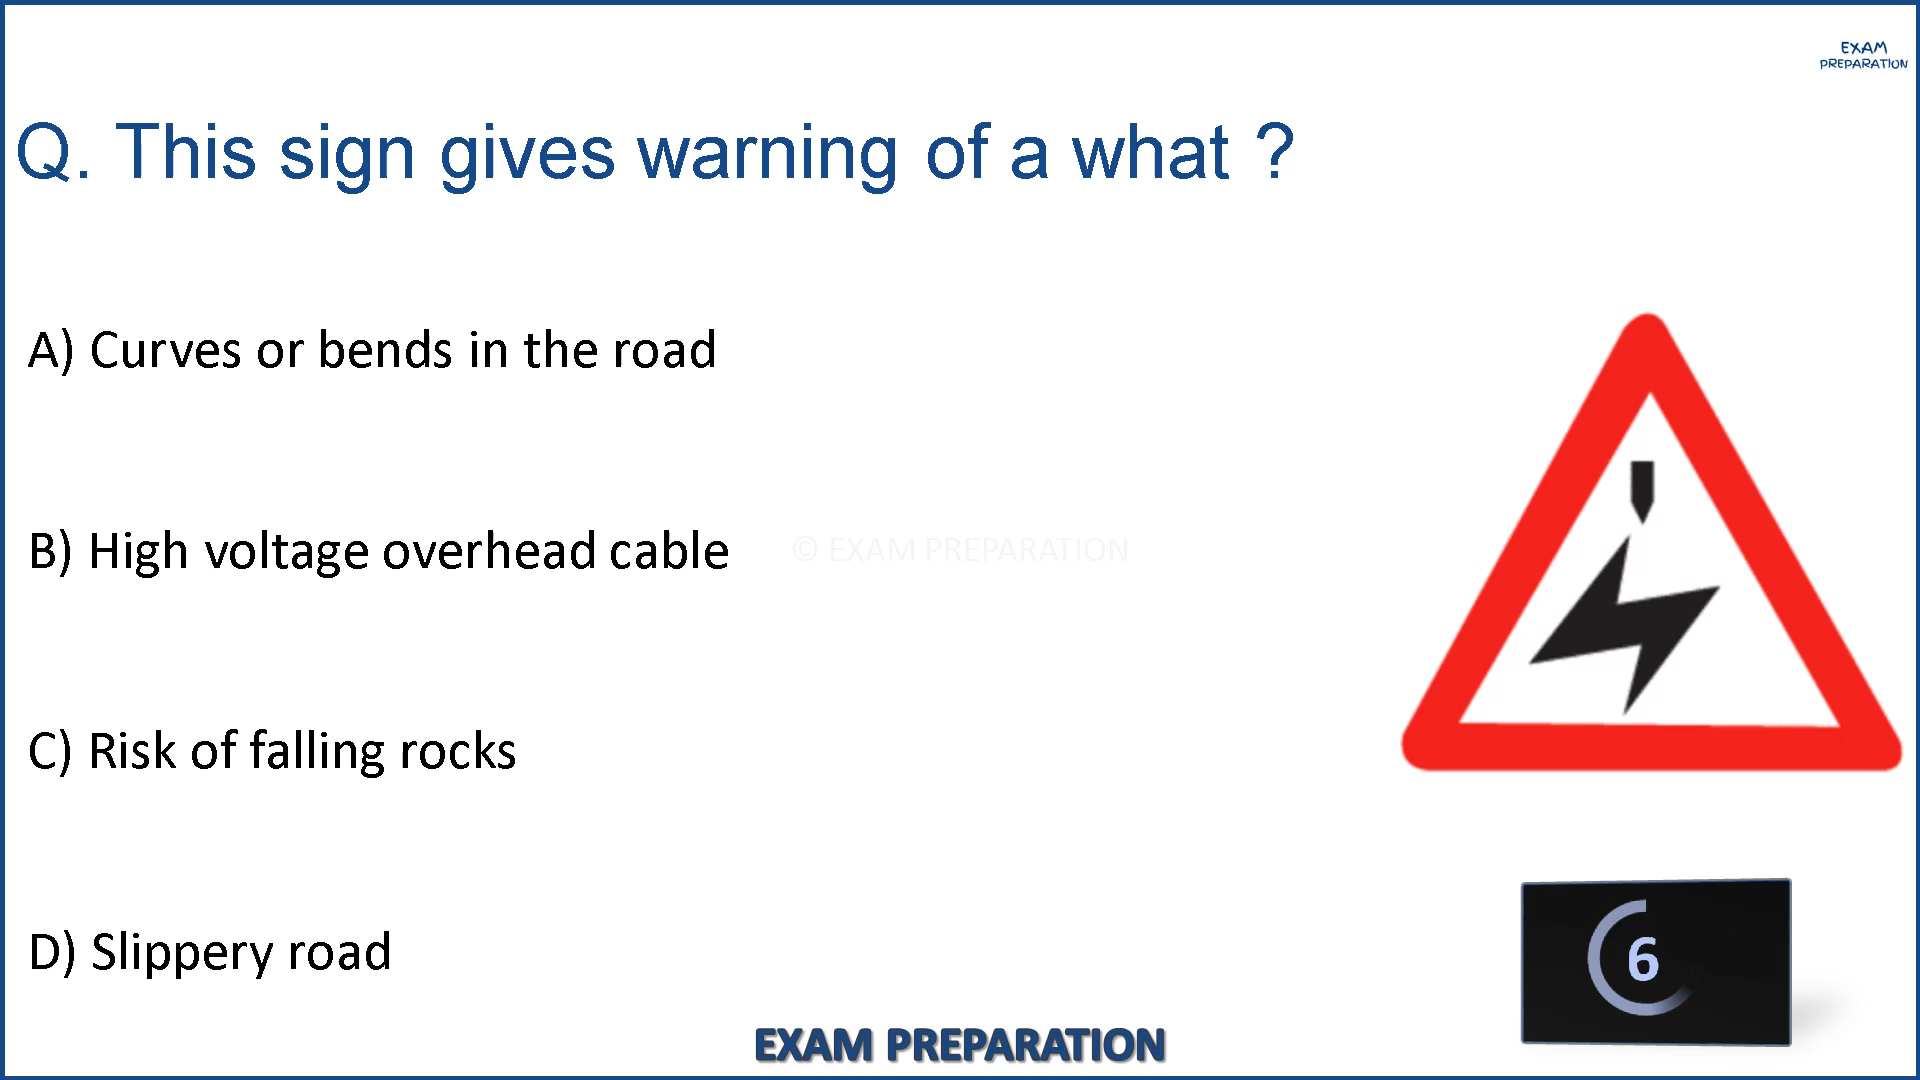 EXAM
PREPARATION
Q. This sign gives warning of a what ?
A) Curves or bends in the road
B) High voltage overhead cable
© EXAM PREPARATION
C) Risk of falling rocks
D) Slippery road
6
EXAM PREPARATION